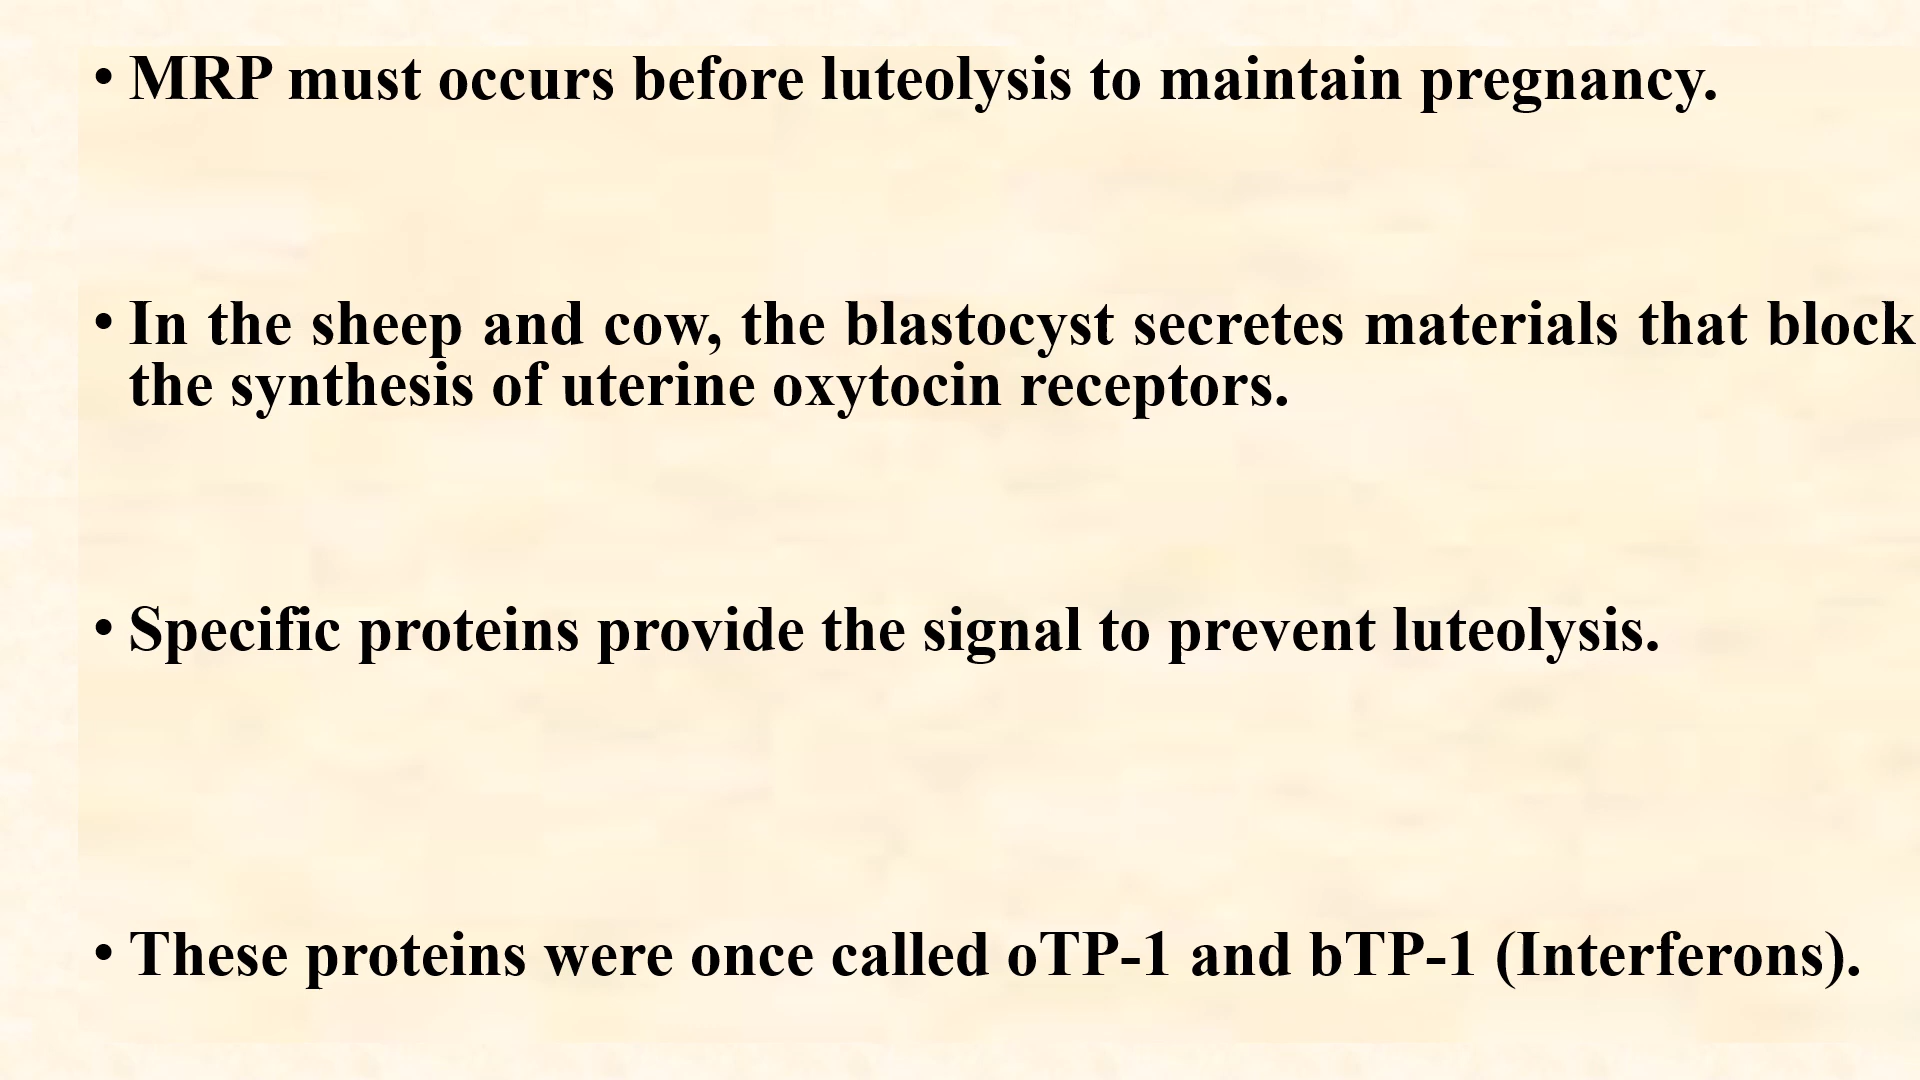 • MRP must occurs before luteolysis to maintain pregnancy.
• In the sheep and cow, the blastocyst secretes materials that block
the synthesis of uterine oxytocin receptors.
• Specific proteins provide the signal to prevent luteolysis.
• These proteins were once called oTP-1 and bTP-1 (Interferons).